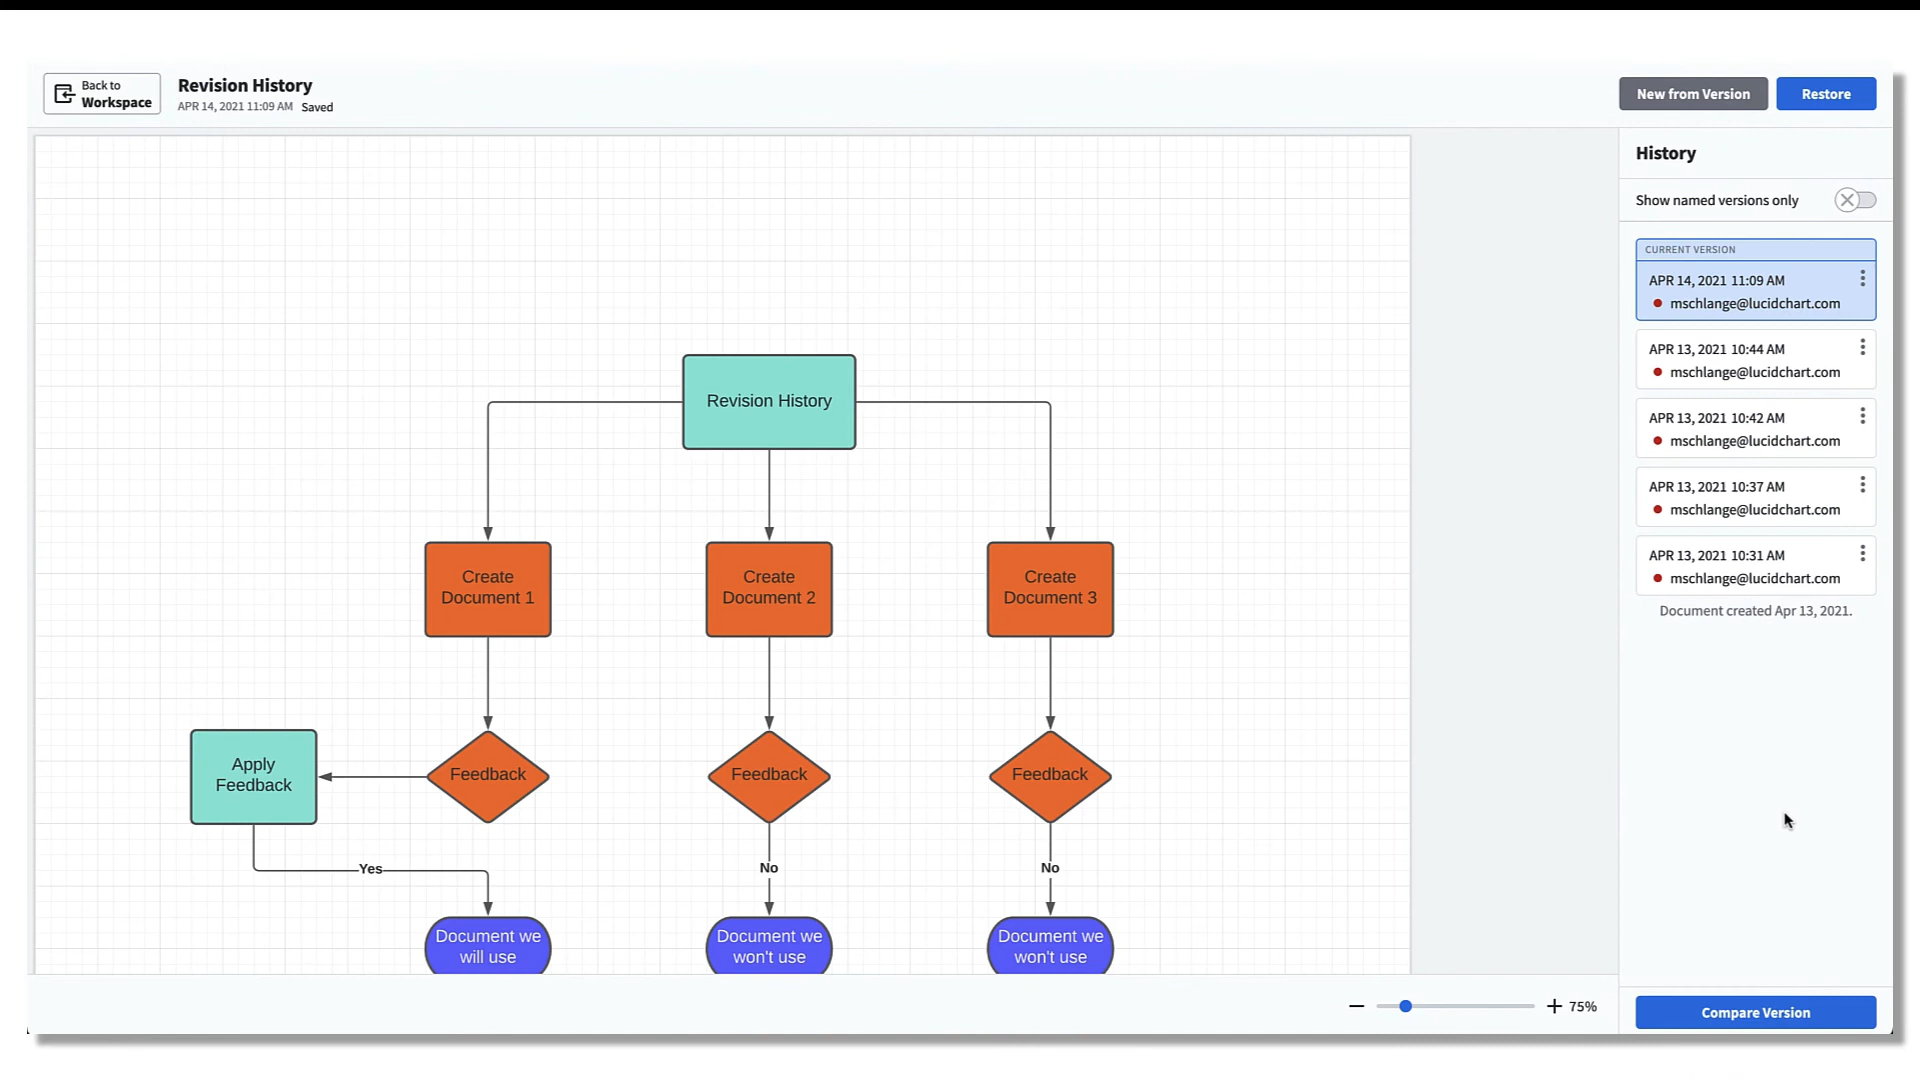 Back to
Workspace
Revision History
APR 14, 2021 11:09 AM Saved
New from Version
Restore
History
Show named versions only
CURRENT VERSION
APR 14, 2021 11:09 AM
mschlange@lucidchart.com
APR 13, 2021 10:44 AM
mschlange@lucidchart.com
APR 13, 2021 10:42 AM
mschlange@lucidchart.com
APR 13, 2021 10:37 AM
mschlange@lucidchart.com
APR 13, 2021 10:31 AM
mschlange@lucidchart.com
Document created Apr 13, 2021.
Revision History
Create
Document 1
Create
Document 2
Create
Document 3
Apply
Feedback
Feedback
Feedback
Feedback
Yes
No
No
Document we
will use
Document we
won't use
Document we
won't use
75%
Compare Version